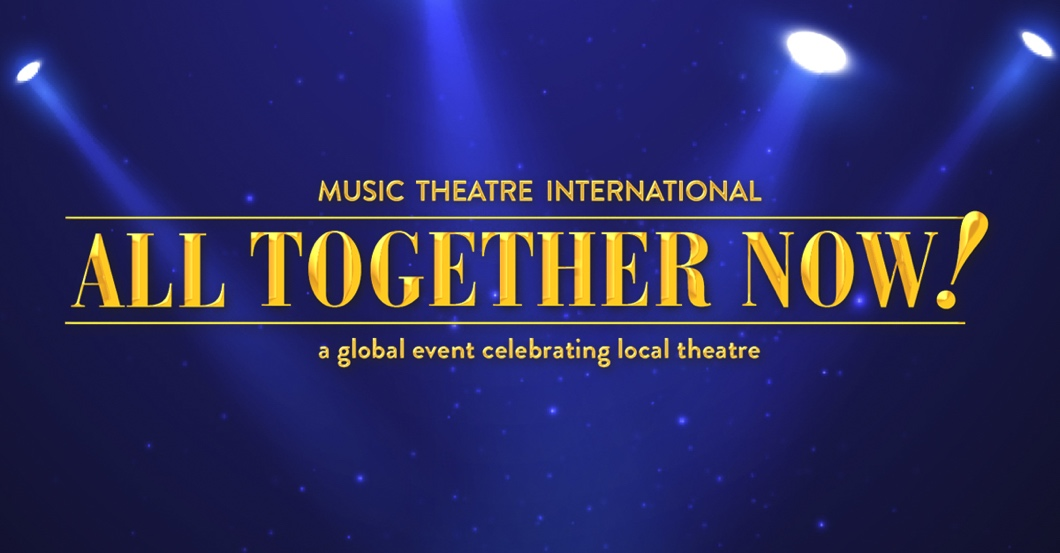 MUSIC THEATRE INTERNATIONAL
ALL TOGETHER NOW!
a global event celebrating local theatre